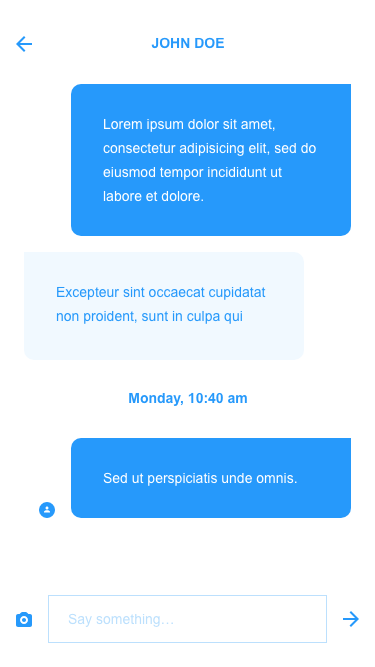 JOHN DOE
Lorem ipsum dolor sit amet,
consectetur adipisicing elit, sed do
eiusmod tempor incididunt ut
labore et dolore.
Excepteur sint occaecat cupidatat
non proident, sunt in culpa qui
Monday, 10:40 am
Sed ut perspiciatis unde omnis.
Say something…